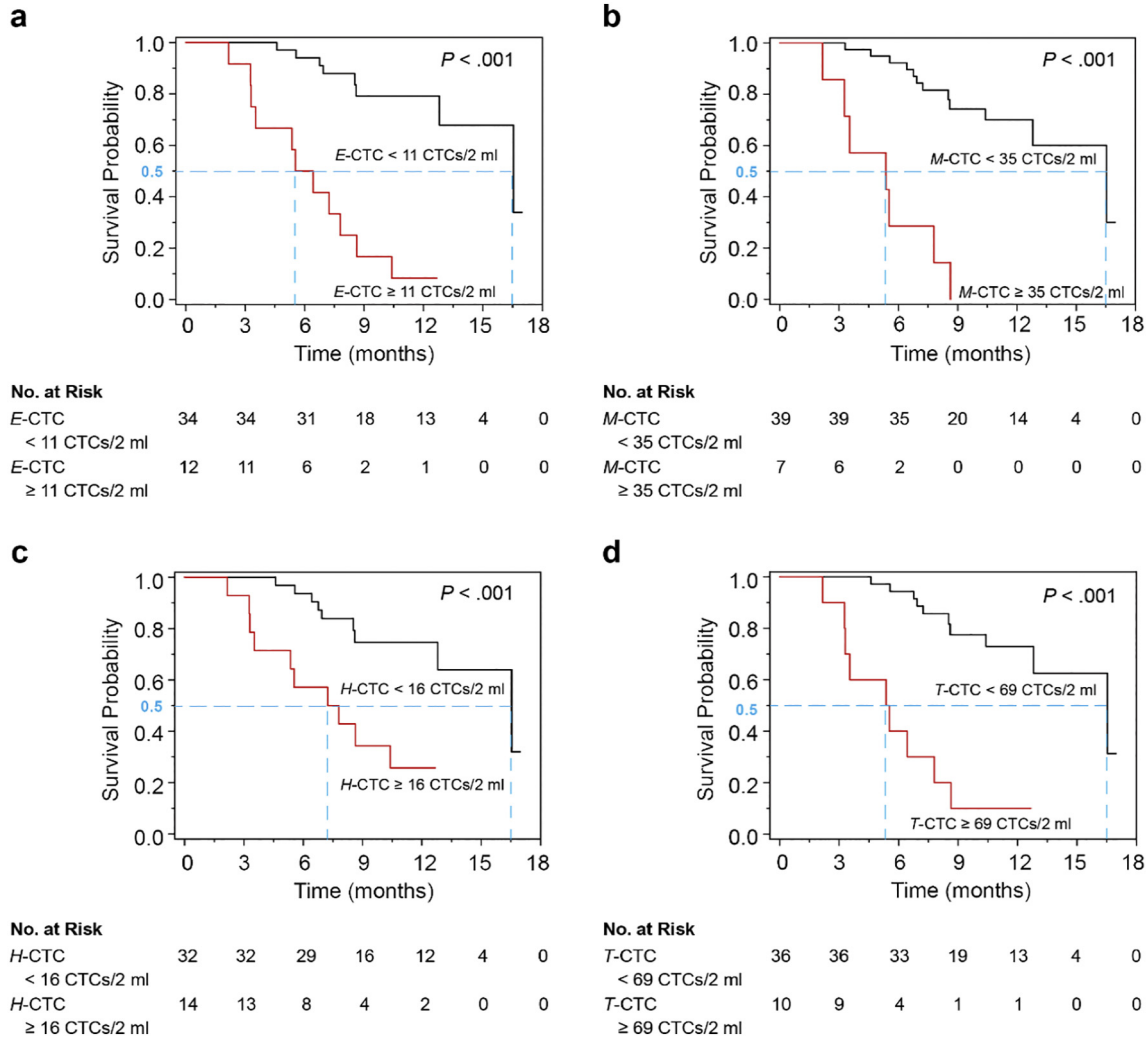 a
1.0
0.8
0.6
0.5
0.4
0.2
0.0
Survival Probability
P < .001
E-CTC < 11 CTCs/2 ml
E-CTC ≥ 11 CTCs/2 ml
0 3 6 9 12 15 18
Time (months)
No. at Risk
E-CTC 34 34 31 18 13 4 0
< 11 CTCs/2 ml
E-CTC 12 11 6 2 1 0 0
≥ 11 CTCs/2 ml
b
1.0
0.8
0.6
0.5
0.4
0.2
0.0
Survival Probability
P < .001
M-CTC < 35 CTCs/2 ml
M-CTC ≥ 35 CTCs/2 ml
0 3 6 9 12 15 18
Time (months)
No. at Risk
M-CTC 39 39 35 20 14 4 0
< 35 CTCs/2 ml
M-CTC 7 6 2 0 0 0 0
≥ 35 CTCs/2 ml
c
1.0
0.8
0.6
0.5
0.4
0.2
0.0
Survival Probability
P < .001
H-CTC < 16 CTCs/2 ml
H-CTC ≥ 16 CTCs/2 ml
0 3 6 9 12 15 18
Time (months)
No. at Risk
H-CTC 32 32 29 16 12 4 0
< 16 CTCs/2 ml
H-CTC 14 13 8 4 2 0 0
≥ 16 CTCs/2 ml
d
1.0
0.8
0.6
0.5
0.4
0.2
0.0
Survival Probability
P < .001
T-CTC < 69 CTCs/2 ml
T-CTC ≥ 69 CTCs/2 ml
0 3 6 9 12 15 18
Time (months)
No. at Risk
T-CTC 36 36 33 19 13 4 0
< 69 CTCs/2 ml
T-CTC 10 9 4 1 1 0 0
≥ 69 CTCs/2 ml